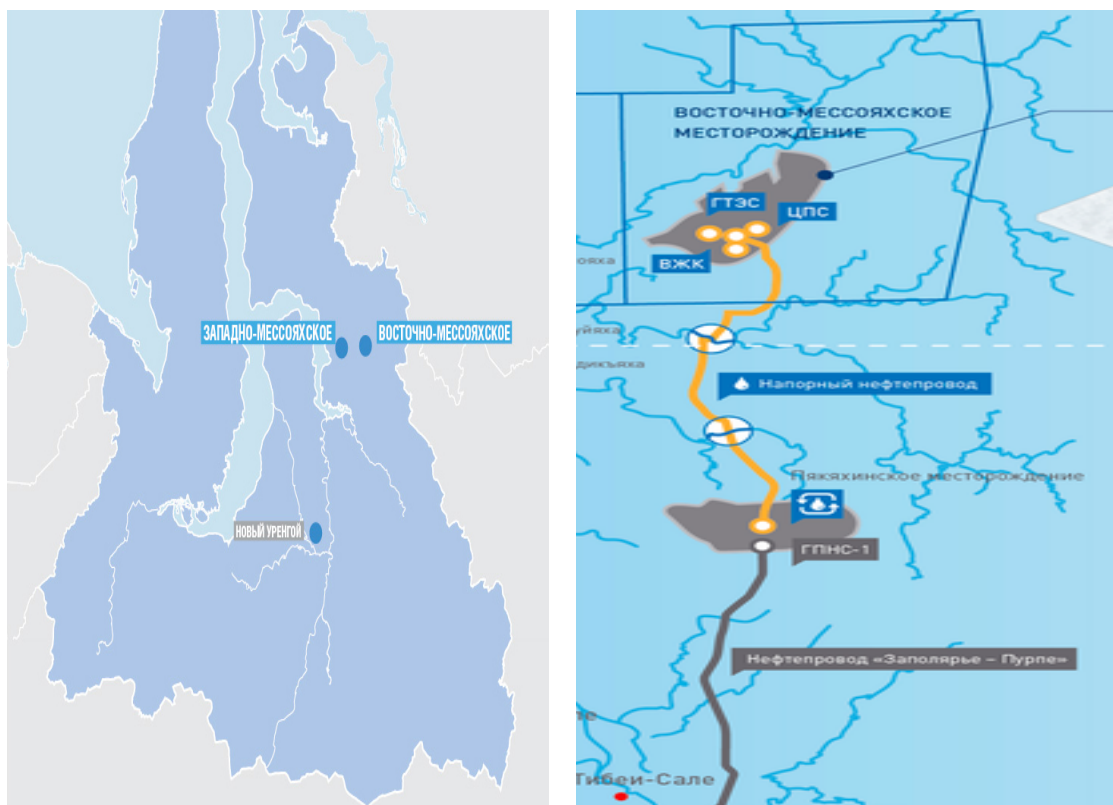 ЗАПАДНО-МЕССОЯХСКОЕ
ВОСТОЧНО-МЕССОЯХСКОЕ
НОВЫЙ УРЕНГОЙ
ВОСТОЧНО-МЕССОЯХСКОЕ
МЕСТОРОЖДЕНИЕ
ГТЭС
ЦПС
ВЖК
Напорный нефтепровод
Пякяхинское месторождение
ГПНС-1
Нефтепровод «Заполярье – Пурпе»
Тибеи-Сале